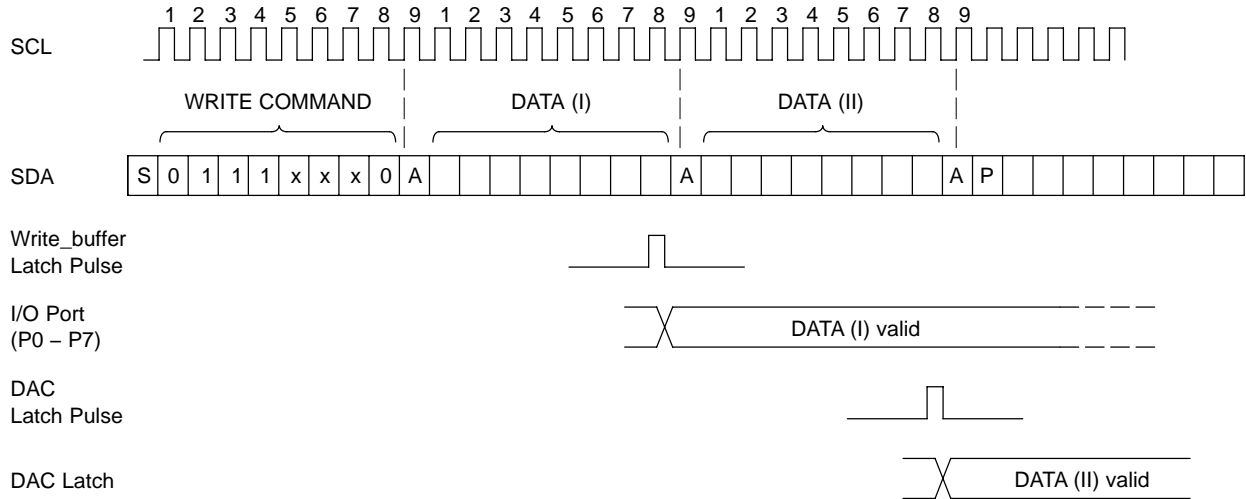 1 2 3 4 5 6 7 8 9 1 2 3 4 5 6 7 8 9 1 2 3 4 5 6 7 8 9
SCL
WRITE COMMAND DATA (I) DATA (II)
SDA S 0 1 1 1 x x x 0 A A A P
Write_buffer
Latch Pulse
I/O Port
(P0 – P7)
DATA (I) valid
DAC
Latch Pulse
DAC Latch DATA (II) valid